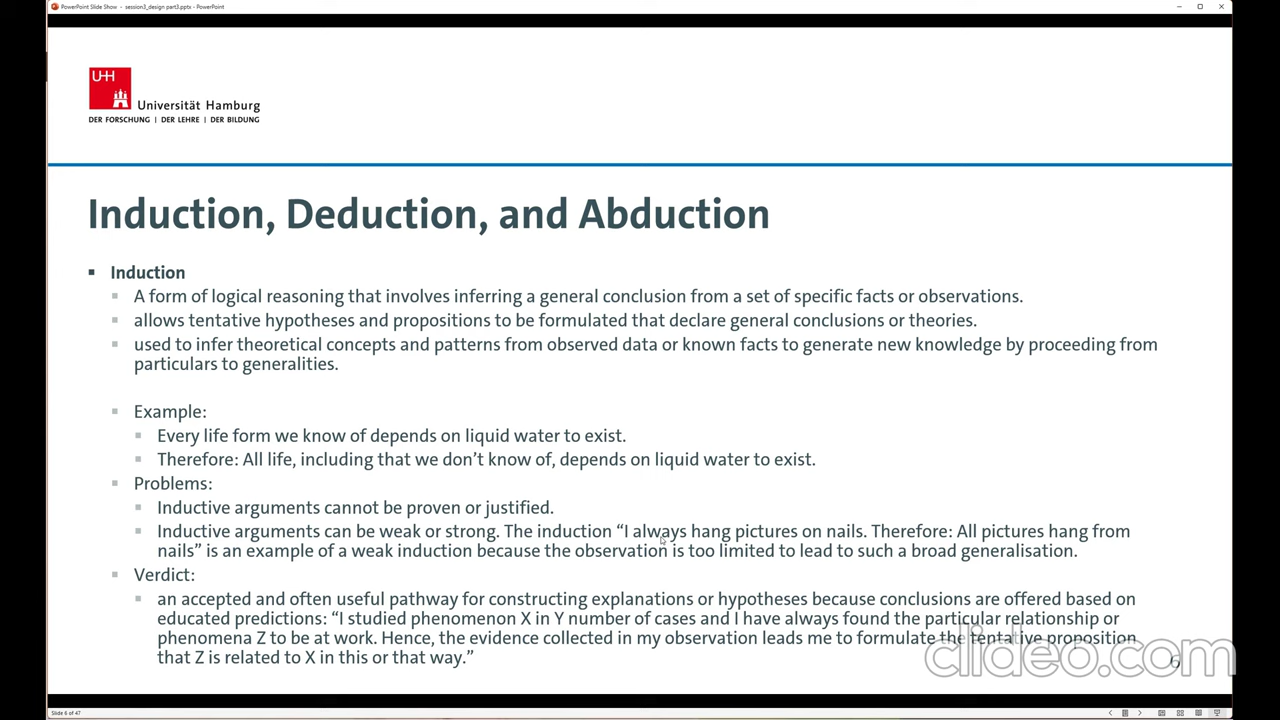 PowerPoint Slide Show - session3_design part3.pptx - PowerPoint
UH
Universität Hamburg
DER FORSCHUNG | DER LEHRE | DER BILDUNG
Induction, Deduction, and Abduction
Induction
A form of logical reasoning that involves inferring a general conclusion from a set of specific facts or observations.
allows tentative hypotheses and propositions to be formulated that declare general conclusions or theories.
used to infer theoretical concepts and patterns from observed data or known facts to generate new knowledge by proceeding from
particulars to generalities.
Example:
Every life form we know of depends on liquid water to exist.
Therefore: All life, including that we don't know of, depends on liquid water to exist.
Problems:
Inductive arguments cannot be proven or justified.
Inductive arguments can be weak or strong. The induction “I always hang pictures on nails. Therefore: All pictures hang from
nails” is an example of a weak induction because the observation is too limited to lead to such a broad generalisation.
Verdict:
an accepted and often useful pathway for constructing explanations or hypotheses because conclusions are offered based on
educated predictions: “I studied phenomenon X in Y number of cases and I have always found the particular relationship or
phenomena Z to be at work. Hence, the evidence collected in my observation leads me to formulate the tentative proposition
that Z is related to X in this or that way.”
6
clideo.com
Slide 6 of 47